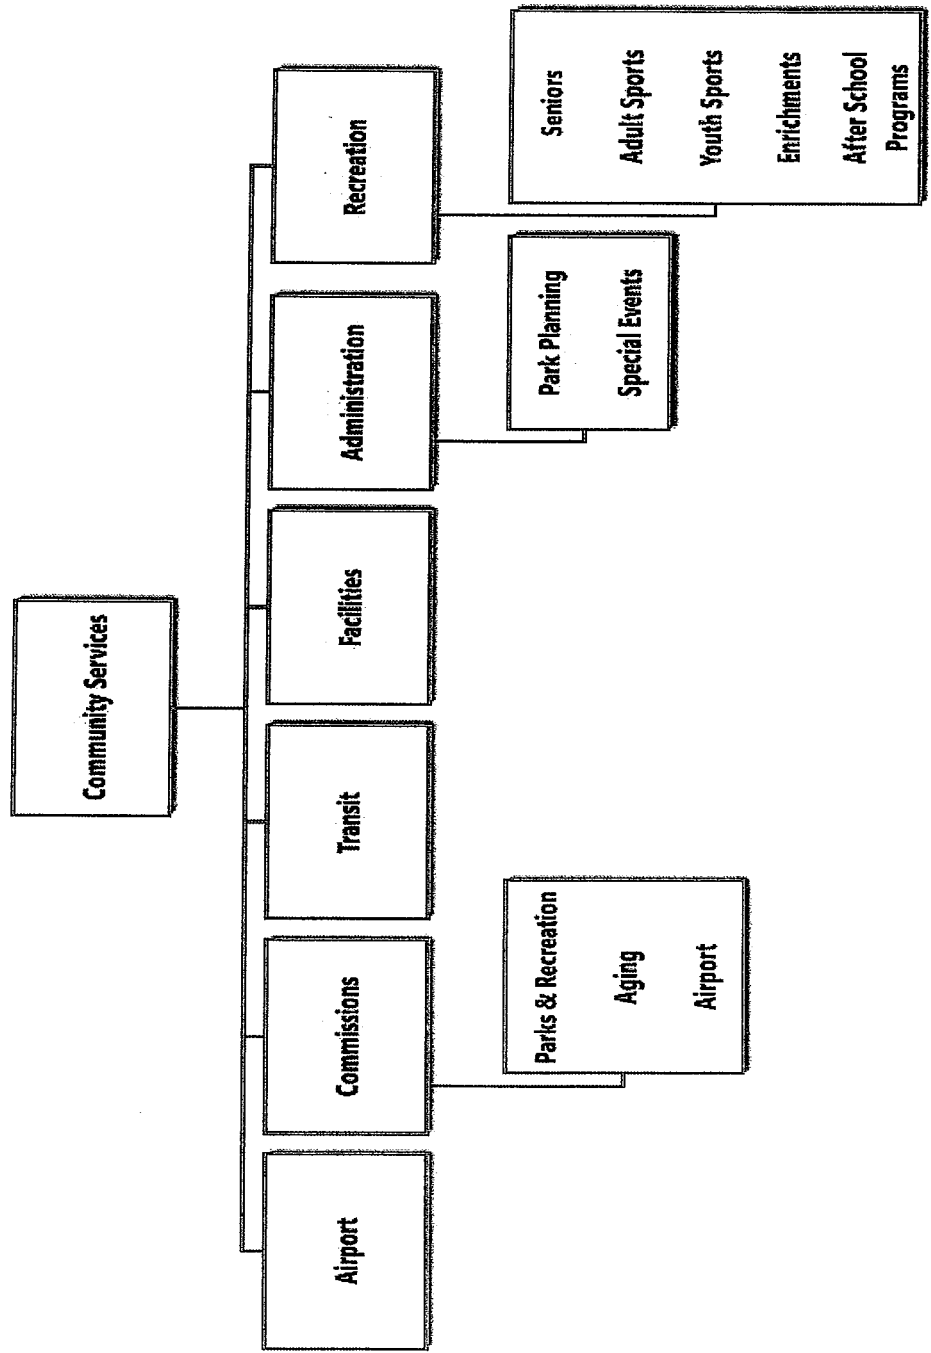 Community Services
Airport
Commissions
Transit
Facilities
Administration
Recreation
Parks & Recreation
Aging
Airport
Park Planning
Special Events
Seniors
Adult Sports
Youth Sports
Enrichments
After School
Programs